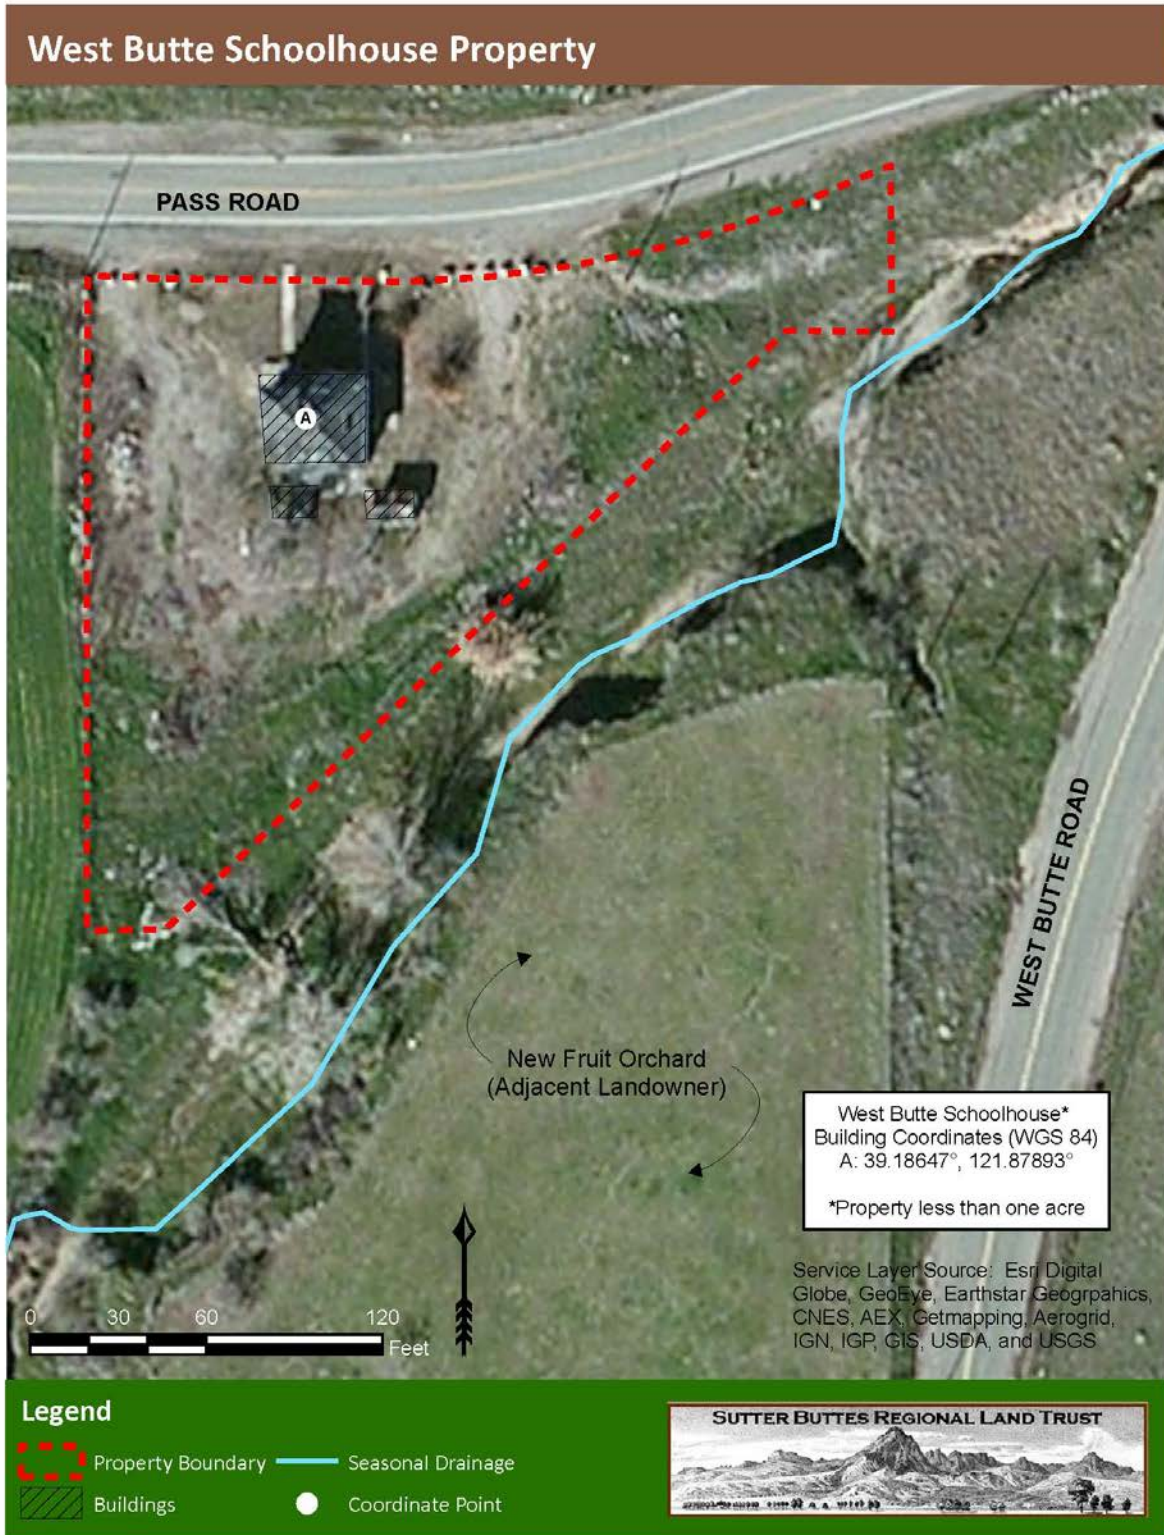 West Butte Schoolhouse Property
PASS ROAD
A
WEST BUTTE ROAD
New Fruit Orchard
(Adjacent Landowner)
West Butte Schoolhouse*
Building Coordinates (WGS 84)
A: 39.18647°, 121.87893°
*Property less than one acre
Service Layer Source: Esri Digital
Globe, GeoEye, Earthstar Geogrpahics,
CNES, AEX, Getmapping, Aerogrid,
IGN, IGP, GIS, USDA, and USGS
0 30 60 120
Feet
Legend
Property Boundary
Seasonal Drainage
Buildings
Coordinate Point
SUTTER BUTTES REGIONAL LAND TRUST